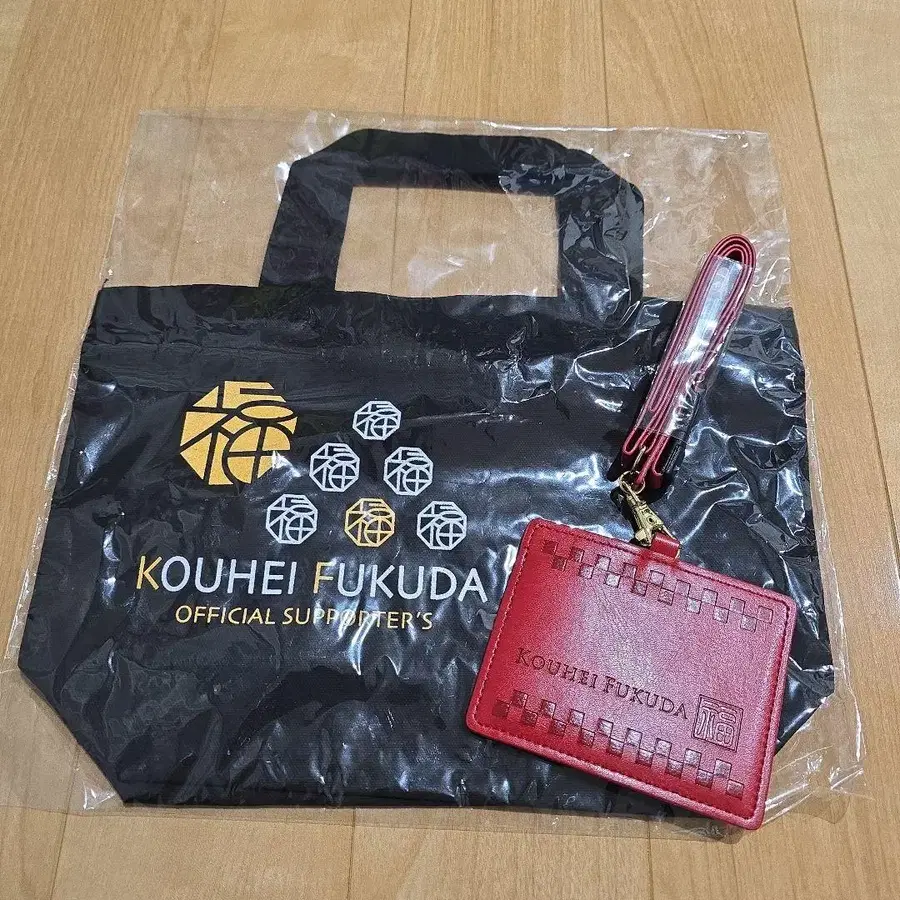 福
福
福 福
福 福 福
KOUHEI FUKUDA
OFFICIAL SUPPORTER'S
KOUHEI FUKUDA
福